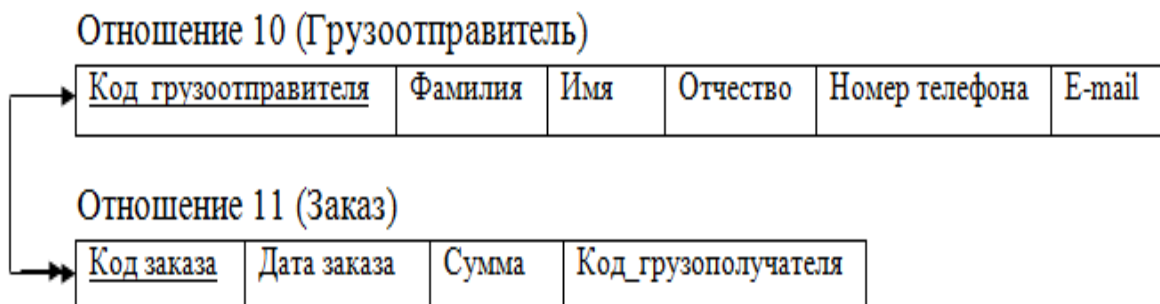 Отношение 10 (Грузоотправитель)
Код_грузоотправителя Фамилия Имя Отчество Номер телефона E-mail
Отношение 11 (Заказ)
Код заказа Дата заказа Сумма Код_грузополучателя